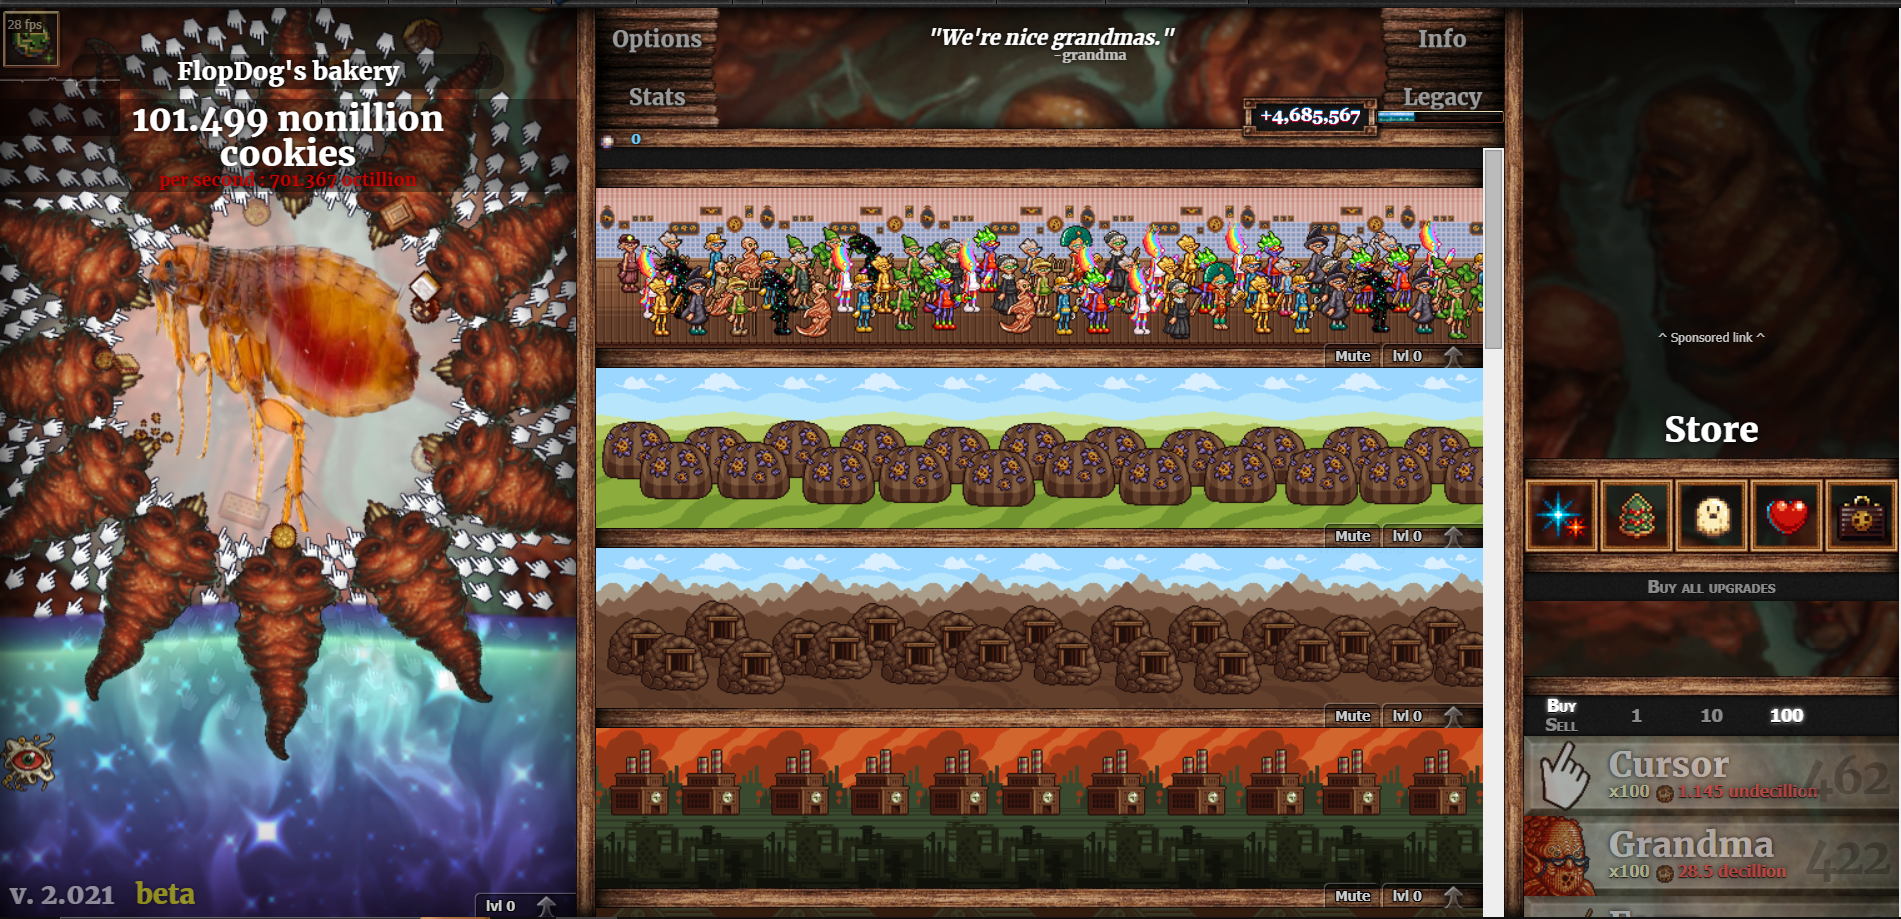 28 fps
FlopDog's bakery
101.499 nonillion
cookies
per second : 701.367 octillion
v. 2.021 beta
lvl 0
Options
Stats
"We're nice grandmas."
-grandma
Info
Legacy
+4,685,567
0
Mute lvl 0
Mute lvl 0
Mute lvl 0
Mute lvl 0
^ Sponsored link ^
Store
Buy all upgrades
Buy
Sell
1 10 100
Cursor
x100 1.145 undecillion
462
Grandma
x100 28.5 decillion
422